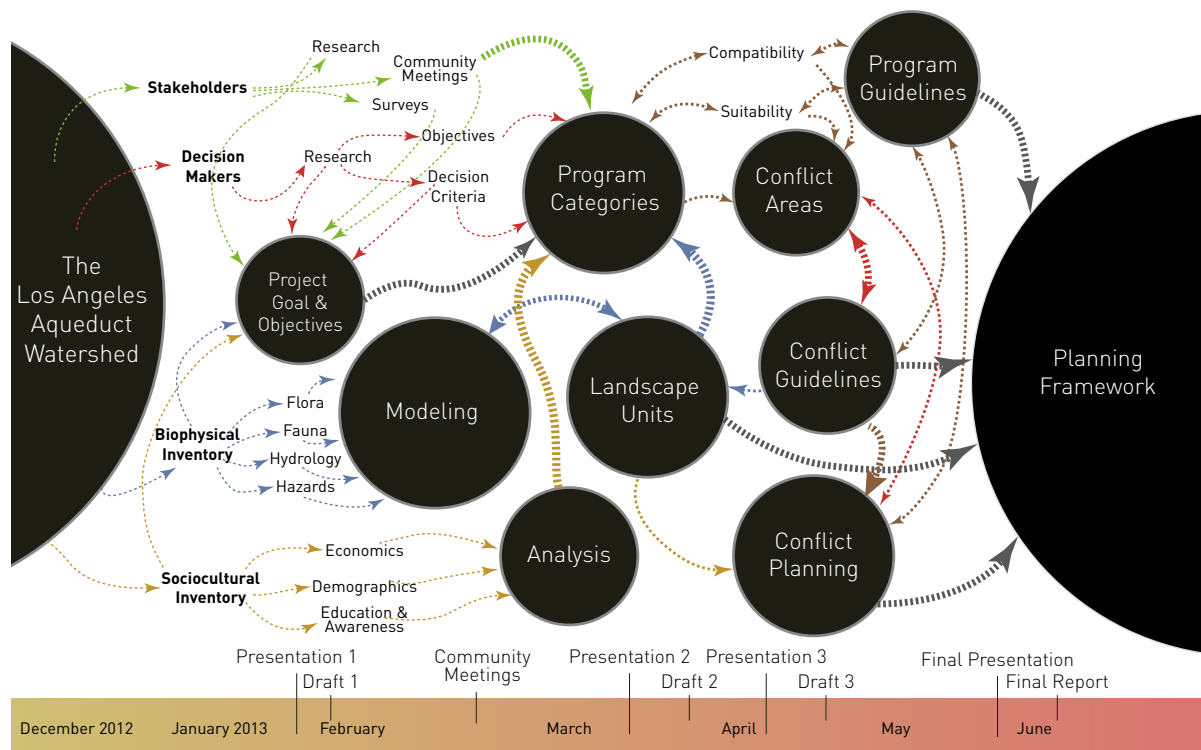 Research
Stakeholders
Community
Meetings
Surveys
Compatibility
Suitability
Program
Guidelines
Decision
Makers
Research
Objectives
Decision
Criteria
Program
Categories
Conflict
Areas
The
Los Angeles
Aqueduct
Watershed
Project
Goal &
Objectives
Modeling
Landscape
Units
Conflict
Guidelines
Planning
Framework
Biophysical
Inventory
Flora
Fauna
Hydrology
Hazards
Sociocultural
Inventory
Economics
Demographics
Education &
Awareness
Analysis
Conflict
Planning
Presentation 1
Draft 1
Community
Meetings
Presentation 2
Draft 2
Presentation 3
Draft 3
Final Presentation
Final Report
December 2012
January 2013
February
March
April
May
June